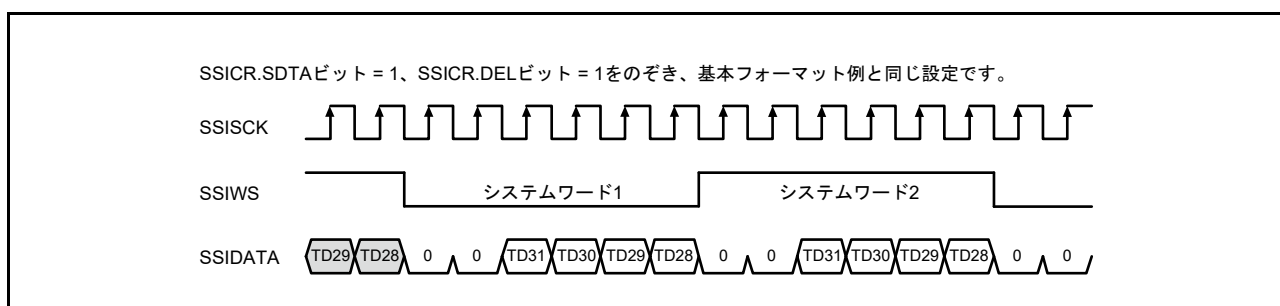 SSICR.SDTAビット = 1、SSICR.DELビット = 1をのぞき、基本フォーマット例と同じ設定です。
SSISCK
SSIWS システムワード1 システムワード2
SSIDATA TD29 TD28 0 0 TD31 TD30 TD29 TD28 0 0 TD31 TD30 TD29 TD28 0 0